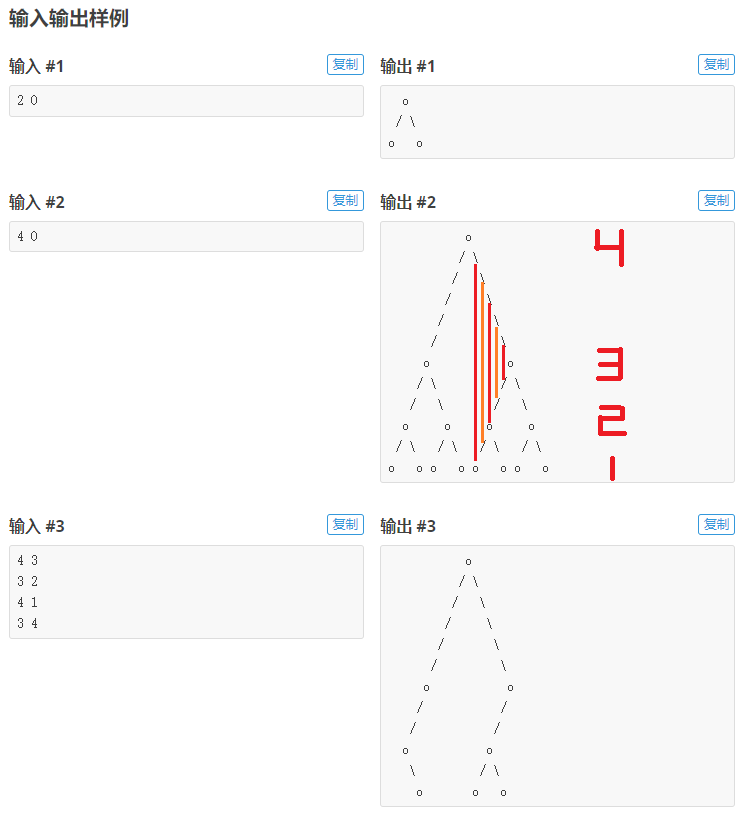 输入输出样例
输入 #1 复制
2 0
输出 #1 复制
  o
 / \
o   o
输入 #2 复制
4 0
输出 #2 复制
           o 4
          / \
         /   \
        /     \
       /       \
      /         \
     o           o 3
    / \         / \
   /   \       /   \
  o     o     o     o 2
 / \   / \   / \   / \
o   o o   o o   o o   o 1
输入 #3 复制
4 3
3 2
4 1
3 4
输出 #3 复制
           o
          / \
         /   \
        /     \
       /       \
      /         \
     o           o
    /           /
   /           /
  o           o
   \         / \
    o       o   o